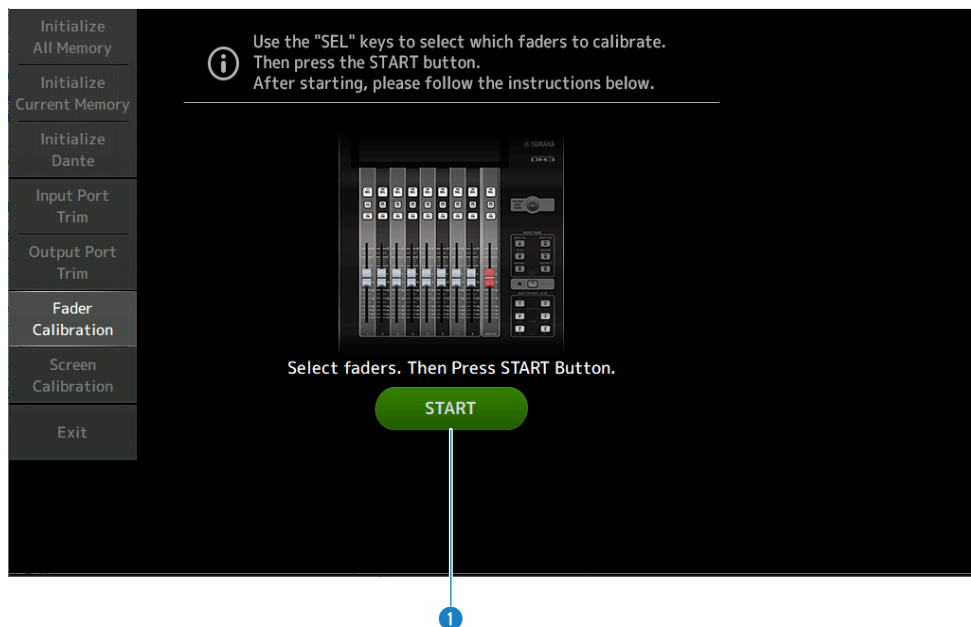 Initialize
All Memory
Initialize
Current Memory
Initialize
Dante
Input Port
Trim
Output Port
Trim
Fader
Calibration
Screen
Calibration
Exit
Use the "SEL" keys to select which faders to calibrate.
Then press the START button.
After starting, please follow the instructions below.
YAMAHA
DM3
Select faders. Then Press START Button.
START
1